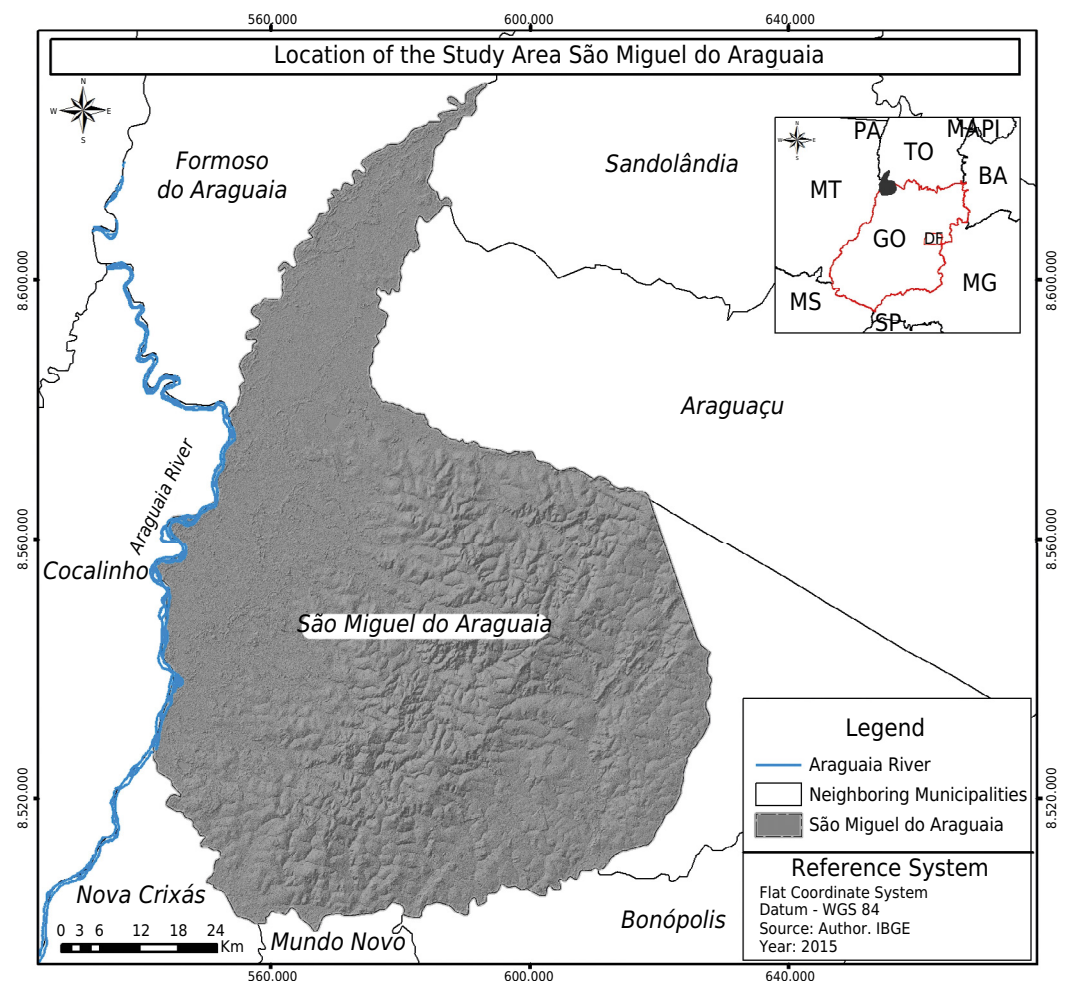 560.000 600.000 640.000
Location of the Study Area São Miguel do Araguaia
N
W E
S
Formoso
do Araguaia
Sandolândia
N
W E
S
PA
MAPI
TO
BA
MT
GO
DF
MG
MS
SP
8.600.000
8.600.000
Araguaçu
Araguaia River
8.560.000
8.560.000
Cocalinho
São Miguel do Araguaia
Legend
Araguaia River
Neighboring Municipalities
São Miguel do Araguaia
8.520.000
8.520.000
Reference System
Flat Coordinate System
Datum - WGS 84
Source: Author. IBGE
Year: 2015
Nova Crixás
Bonópolis
Mundo Novo
0 3 6 12 18 24
Km
560.000 600.000 640.000